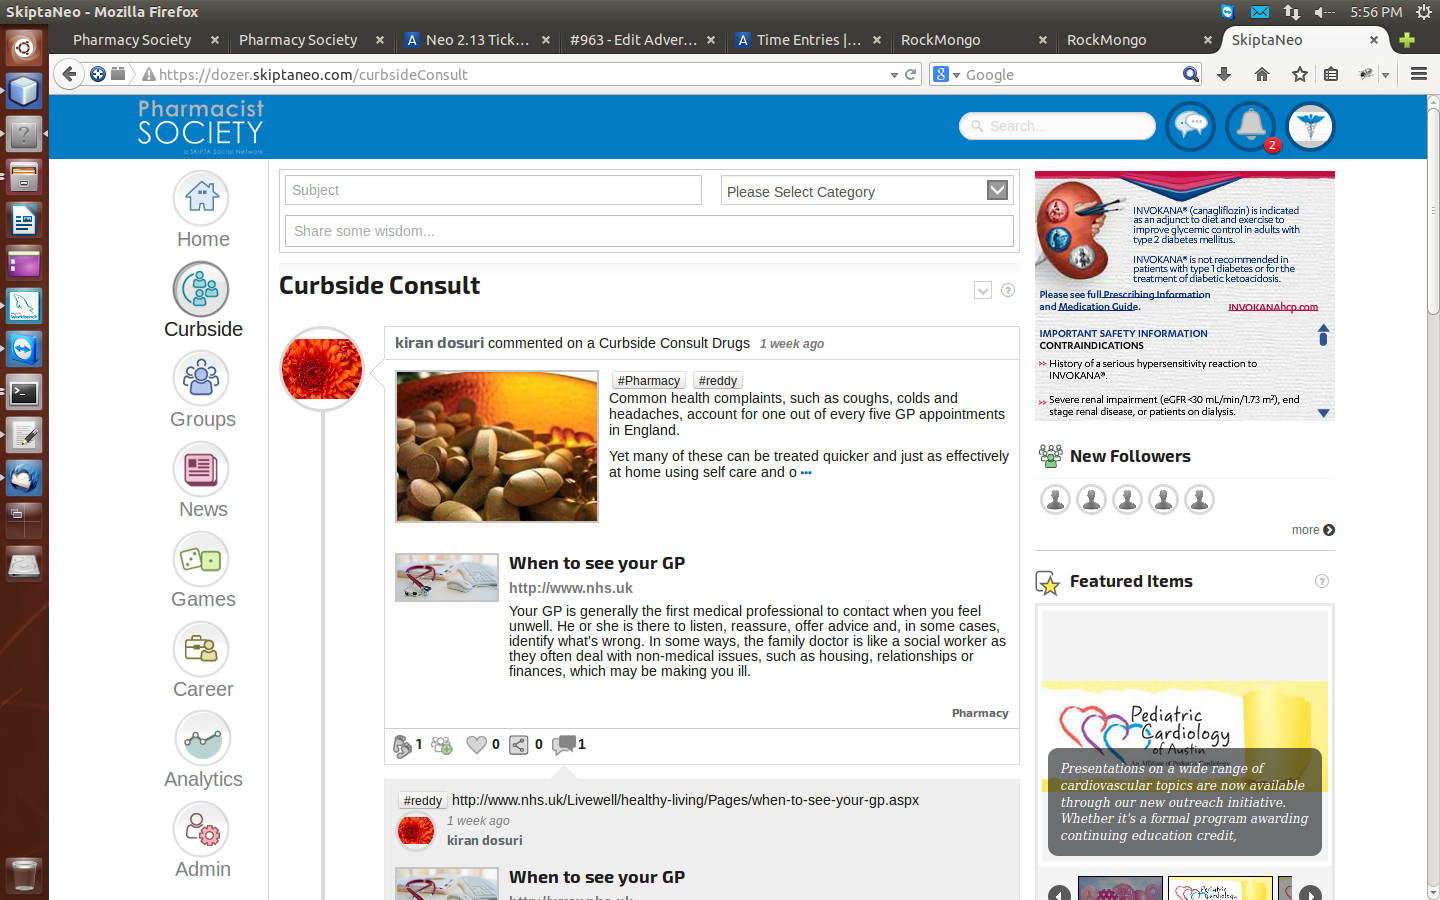 SkiptaNeo - Mozilla Firefox
5:56 PM
Pharmacy Society
Pharmacy Society
Neo 2.13 Tick...
#963 - Edit Adver...
Time Entries |...
RockMongo
RockMongo
SkiptaNeo
https://dozer.skiptaneo.com/curbsideConsult
Google
Pharmacist
SOCIETY
a SKIPTA Social Network
Search...
2
Home
Curbside
Groups
News
Games
Career
Analytics
Admin
Subject
Please Select Category
Share some wisdom...
Curbside Consult
kiran dosuri commented on a Curbside Consult Drugs 1 week ago
#Pharmacy #reddy
Common health complaints, such as coughs, colds and
headaches, account for one out of every five GP appointments
in England.
Yet many of these can be treated quicker and just as effectively
at home using self care and o ...
When to see your GP
http://www.nhs.uk
Your GP is generally the first medical professional to contact when you feel
unwell. He or she is there to listen, reassure, offer advice and, in some cases,
identify what's wrong. In some ways, the family doctor is like a social worker as
they often deal with non-medical issues, such as housing, relationships or
finances, which may be making you ill.
Pharmacy
1 0 0 1
#reddy http://www.nhs.uk/Livewell/healthy-living/Pages/when-to-see-your-gp.aspx
1 week ago
kiran dosuri
When to see your GP
http://www.nhs.uk
INVOKANA® (canagliflozin) is indicated
as an adjunct to diet and exercise to
improve glycemic control in adults with
type 2 diabetes mellitus.
INVOKANA® is not recommended in
patients with type 1 diabetes or for the
treatment of diabetic ketoacidosis.
Please see full Prescribing Information
and Medication Guide.
INVOKANAhcp.com
IMPORTANT SAFETY INFORMATION
CONTRAINDICATIONS
>> History of a serious hypersensitivity reaction to
INVOKANA®.
>> Severe renal impairment (eGFR <30 mL/min/1.73 m²), end
stage renal disease, or patients on dialysis.
New Followers
more
Featured Items
Pediatric
Cardiology
of Austin
An Affiliate of Pediatrix Cardiology
Presentations on a wide range of
cardiovascular topics are now available
through our new outreach initiative.
Whether it's a formal program awarding
continuing education credit,
Pediatric
Cardiology